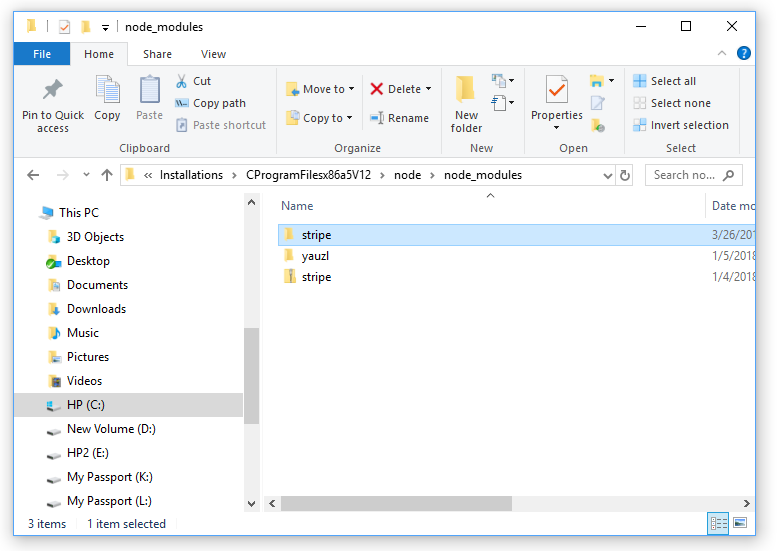 node_modules
File Home Share View
Pin to Quick access
Copy
Paste
Cut
Copy path
Paste shortcut
Clipboard
Move to
Copy to
Delete
Rename
Organize
New folder
New
Properties
Open
Select all
Select none
Invert selection
Select
« Installations > CProgramFilesx86a5V12 > node > node_modules
Search no...
This PC
3D Objects
Desktop
Documents
Downloads
Music
Pictures
Videos
HP (C:)
New Volume (D:)
HP2 (E:)
My Passport (K:)
My Passport (L:)
Name Date mo
stripe 3/26/201
yauzl 1/5/2018
stripe 1/4/2018
3 items 1 item selected